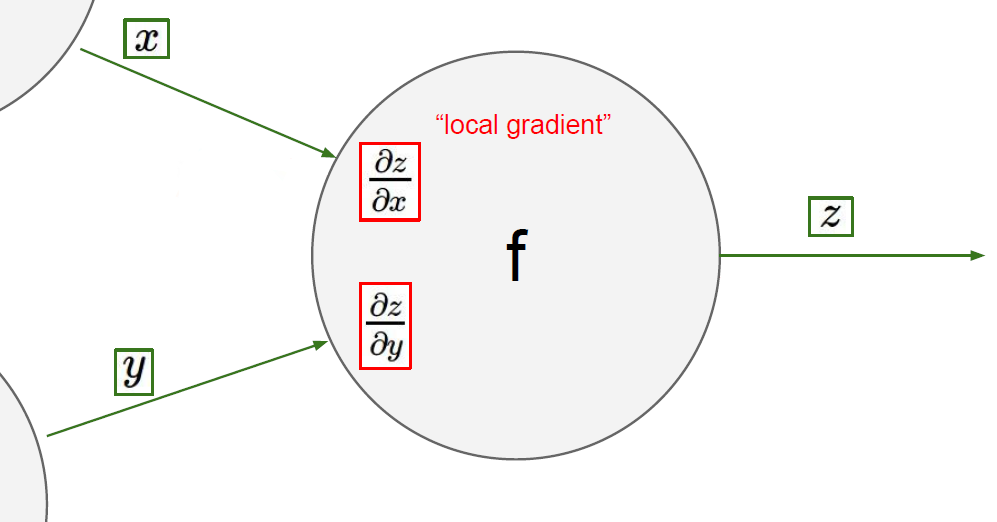 x
“local gradient”
∂z
∂x
z
f
∂z
∂y
y